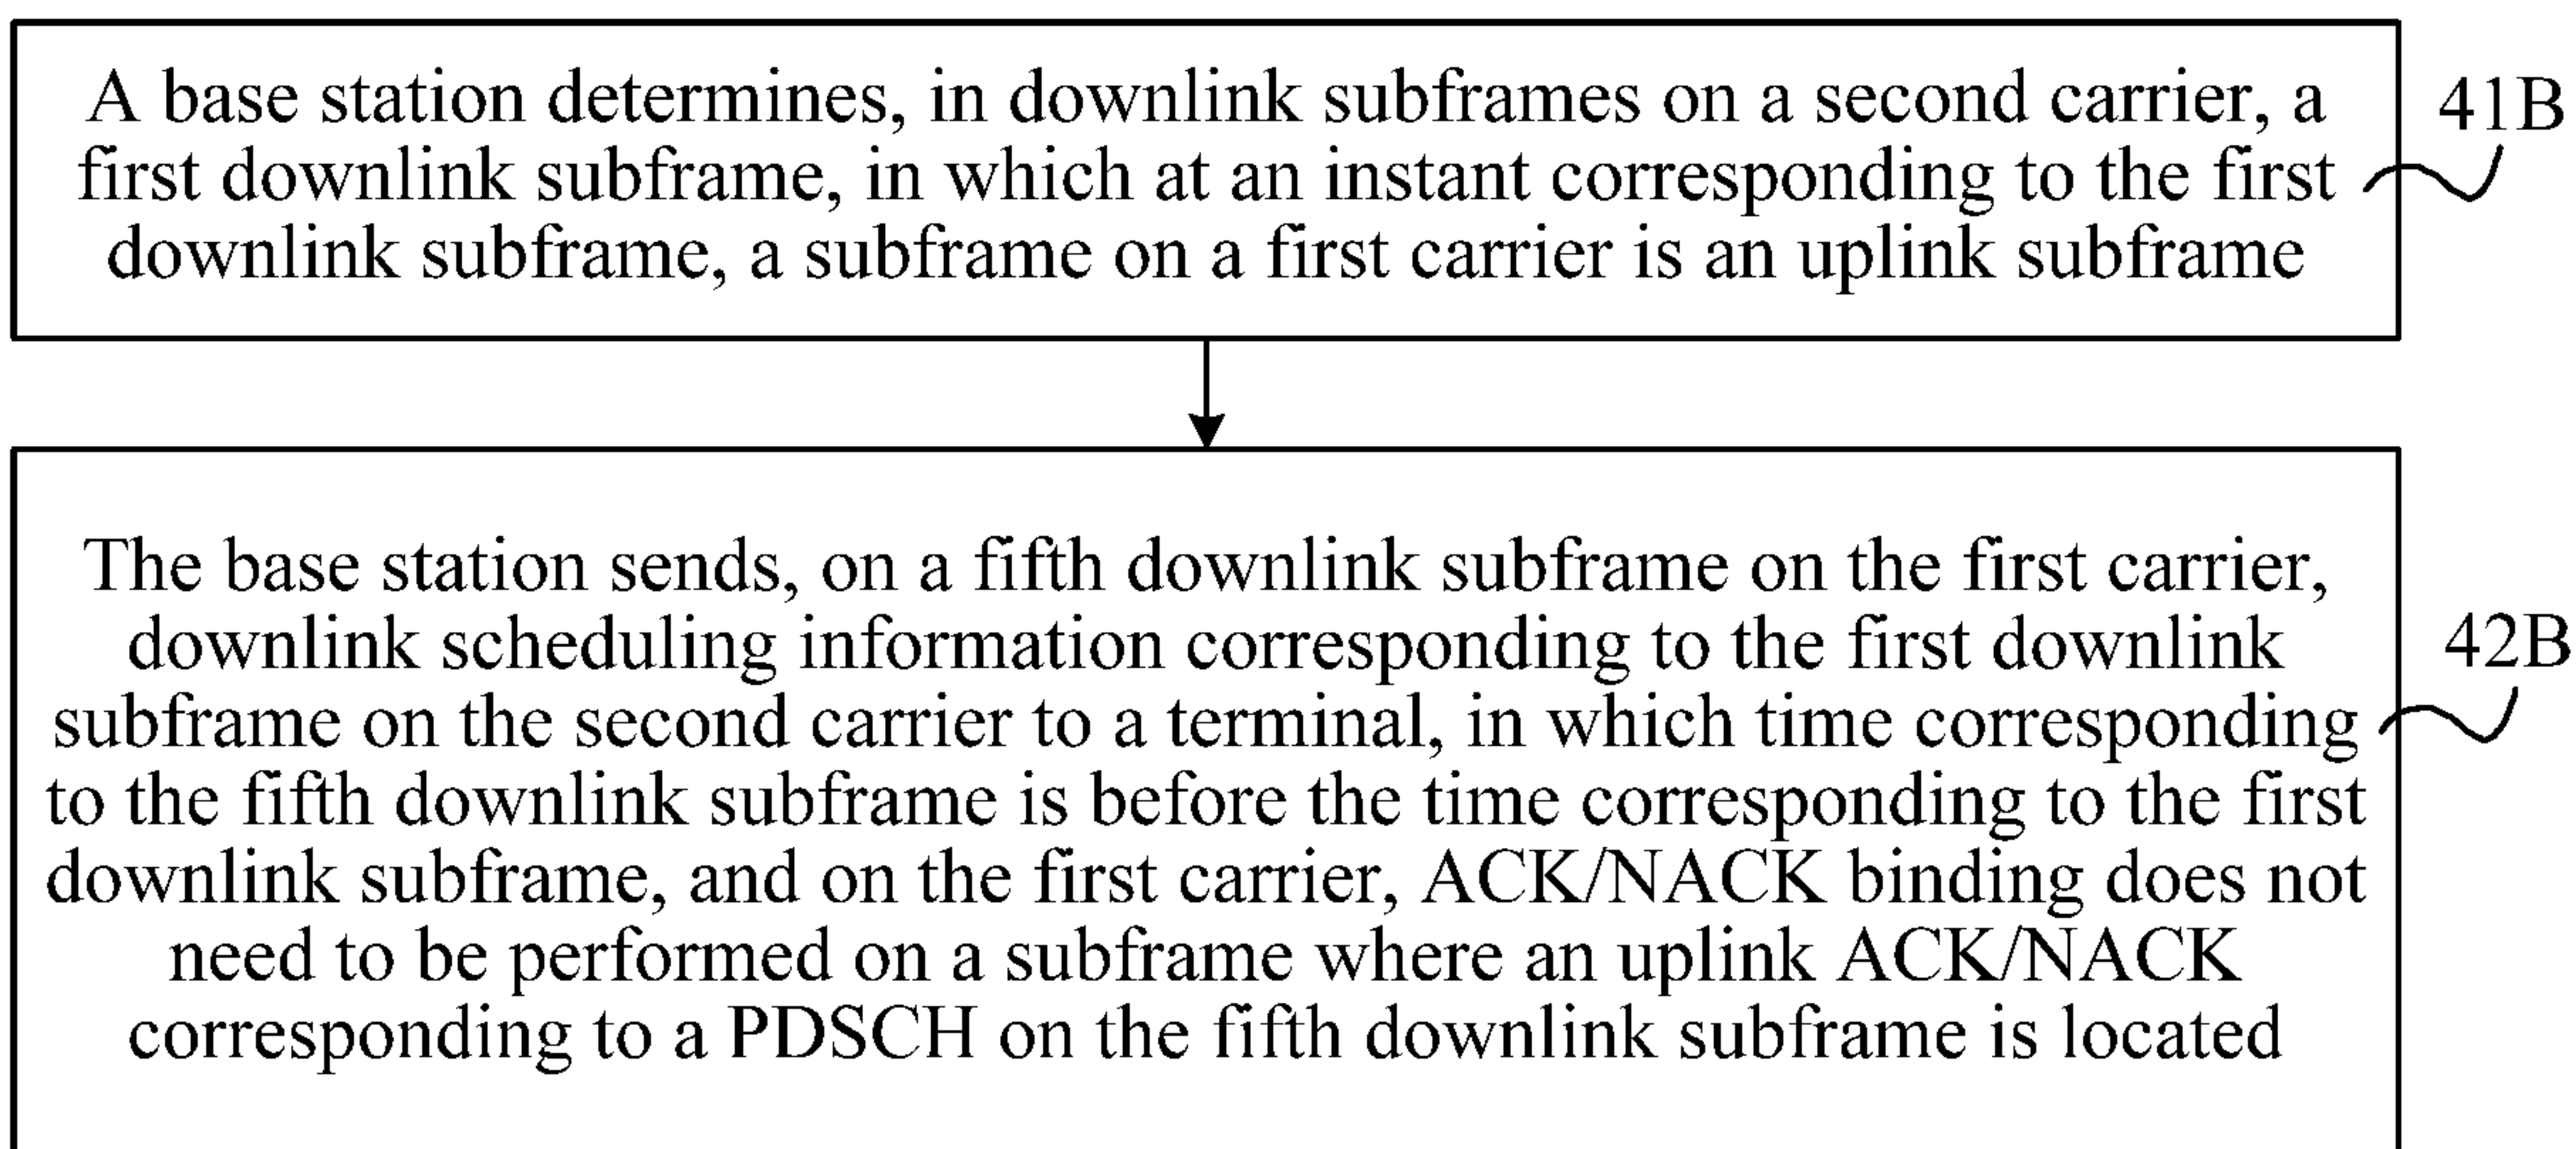 A base station determines, in downlink subframes on a second carrier, a
first downlink subframe, in which at an instant corresponding to the first
downlink subframe, a subframe on a first carrier is an uplink subframe
41B
The base station sends, on a fifth downlink subframe on the first carrier,
downlink scheduling information corresponding to the first downlink
subframe on the second carrier to a terminal, in which time corresponding
to the fifth downlink subframe is before the time corresponding to the first
downlink subframe, and on the first carrier, ACK/NACK binding does not
need to be performed on a subframe where an uplink ACK/NACK
corresponding to a PDSCH on the fifth downlink subframe is located
42B